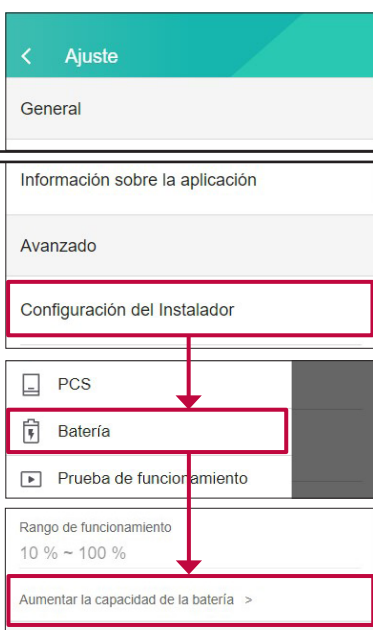 Ajuste
General
Información sobre la aplicación
Avanzado
Configuración del Instalador
PCS
Batería
Prueba de funcionamiento
Rango de funcionamiento
10 % ~ 100 %
Aumentar la capacidad de la batería >